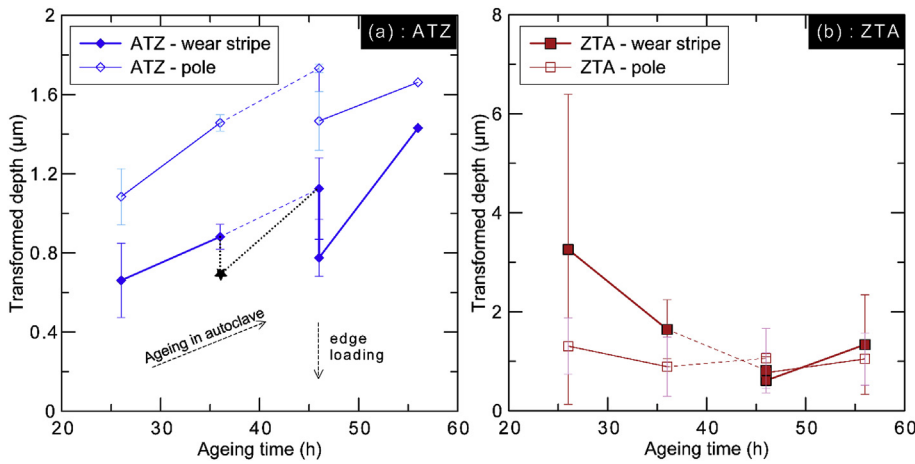 (a) : ATZ
ATZ - wear stripe
ATZ - pole
Transformed depth (μm)
2
1.6
1.2
0.8
0.4
0
Ageing in autoclave
edge
loading
20 30 40 50 60
Ageing time (h)
(b) : ZTA
ZTA - wear stripe
ZTA - pole
Transformed depth (μm)
8
6
4
2
0
20 30 40 50 60
Ageing time (h)